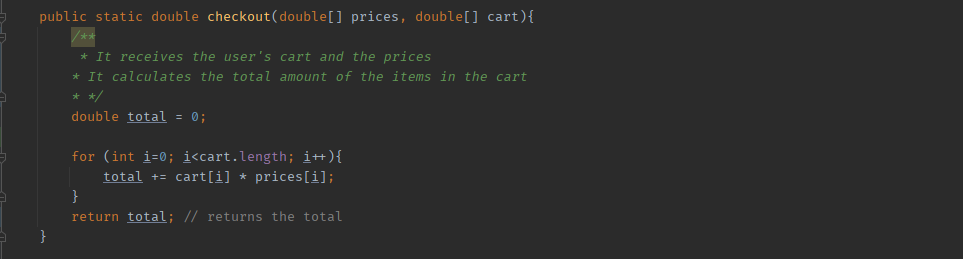 public static double checkout(double[] prices, double[] cart){
/**
* It receives the user's cart and the prices
* It calculates the total amount of the items in the cart
* */
double total = 0;
for (int i=0; i<cart.length; i++){
total += cart[i] * prices[i];
}
return total; // returns the total
}